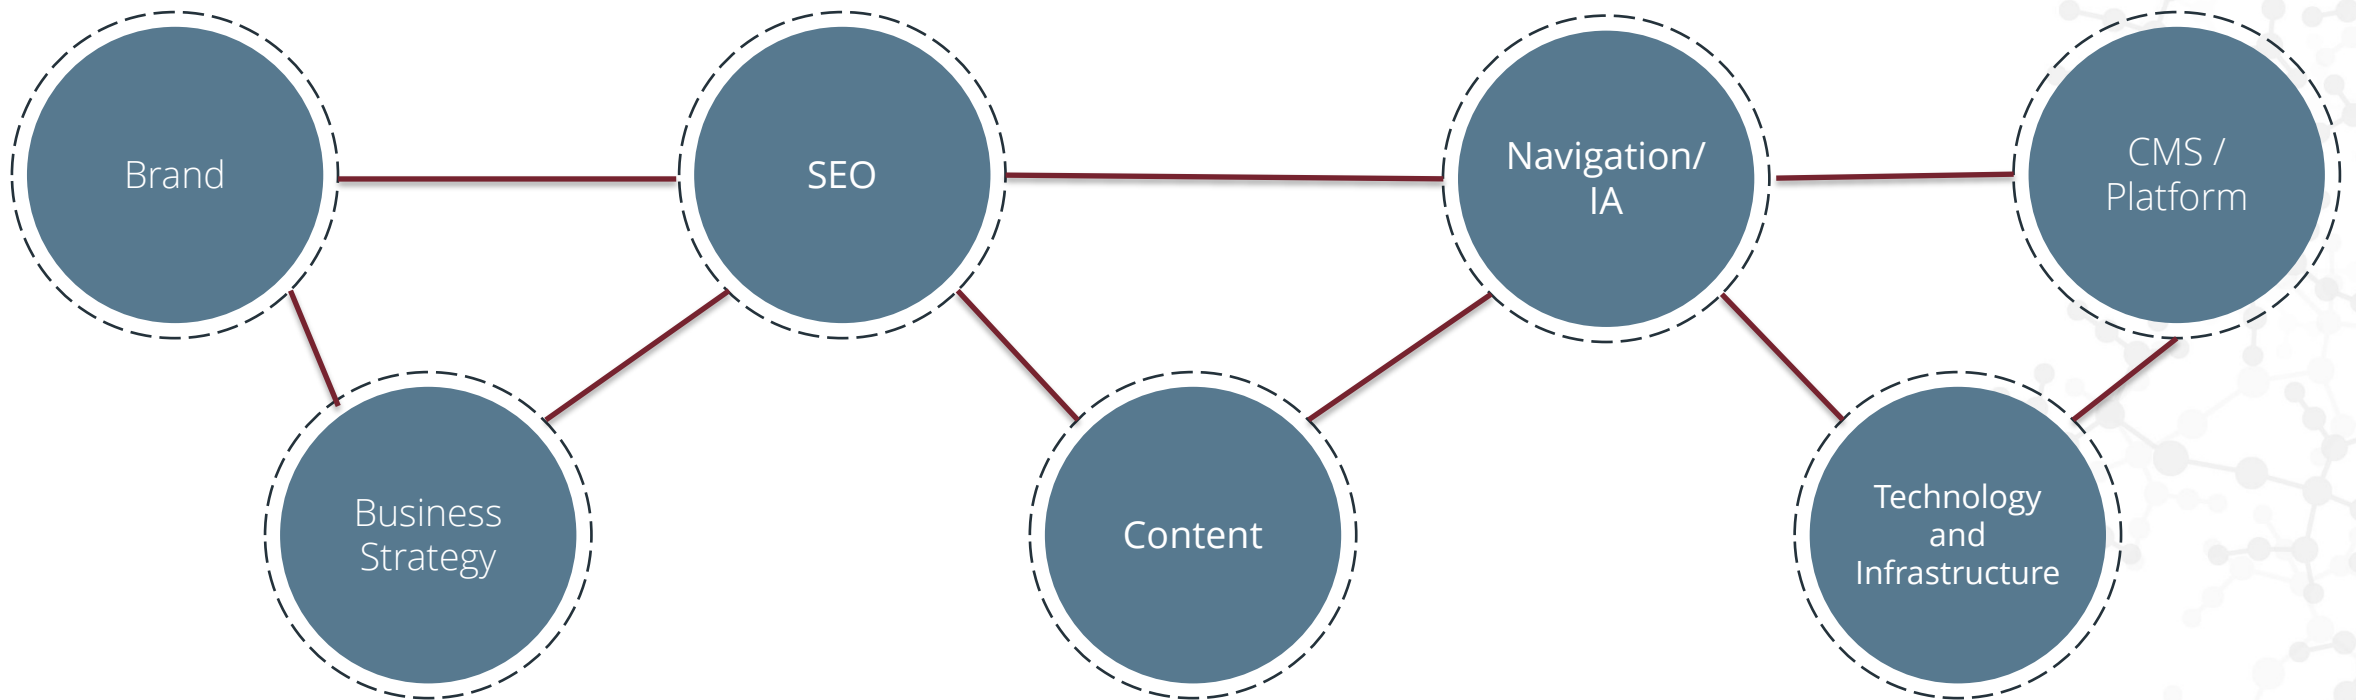 Brand
SEO
Navigation/
IA
CMS /
Platform
Business
Strategy
Content
Technology
and
Infrastructure